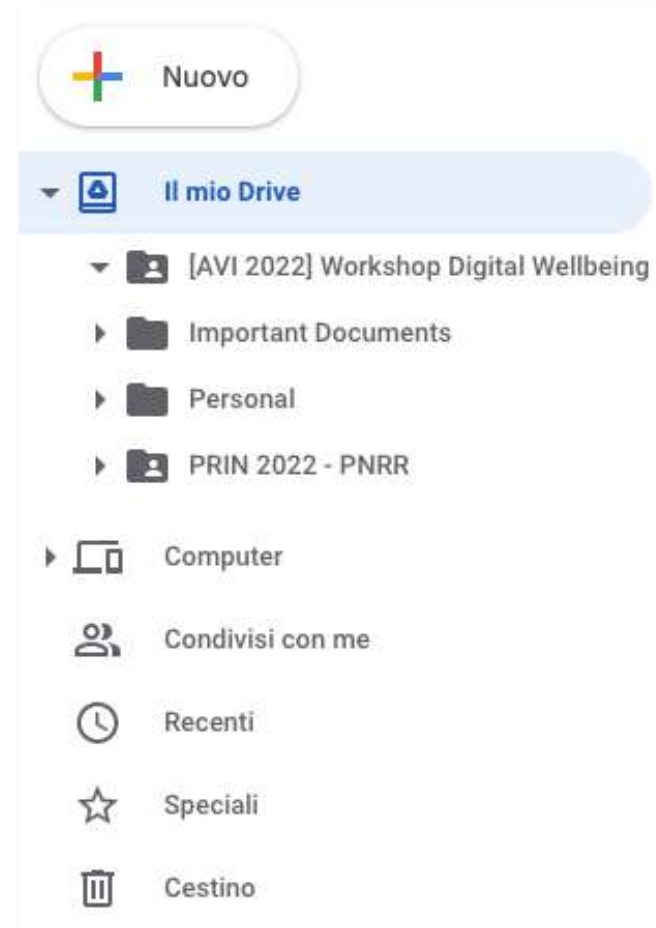 Nuovo
Il mio Drive
[AVI 2022] Workshop Digital Wellbeing
Important Documents
Personal
PRIN 2022 - PNRR
Computer
Condivisi con me
Recenti
Speciali
Cestino